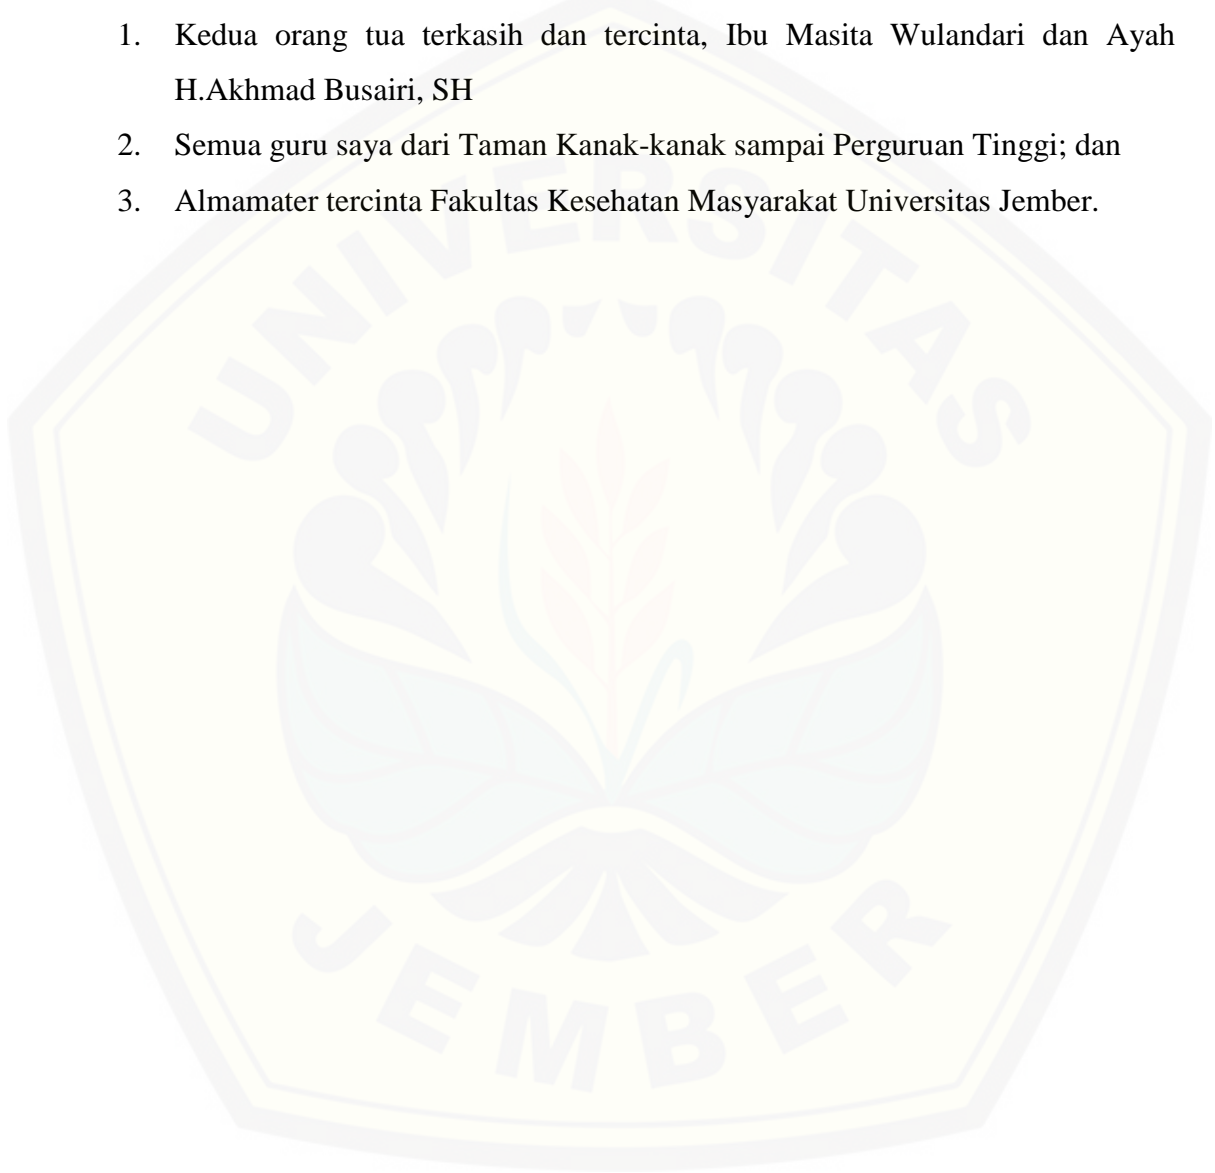 1. Kedua orang tua terkasih dan tercinta, Ibu Masita Wulandari dan Ayah
H.Akhmad Busairi, SH
2. Semua guru saya dari Taman Kanak-kanak sampai Perguruan Tinggi; dan
3. Almamater tercinta Fakultas Kesehatan Masyarakat Universitas Jember.
UNIVERSITAS
JEMBER